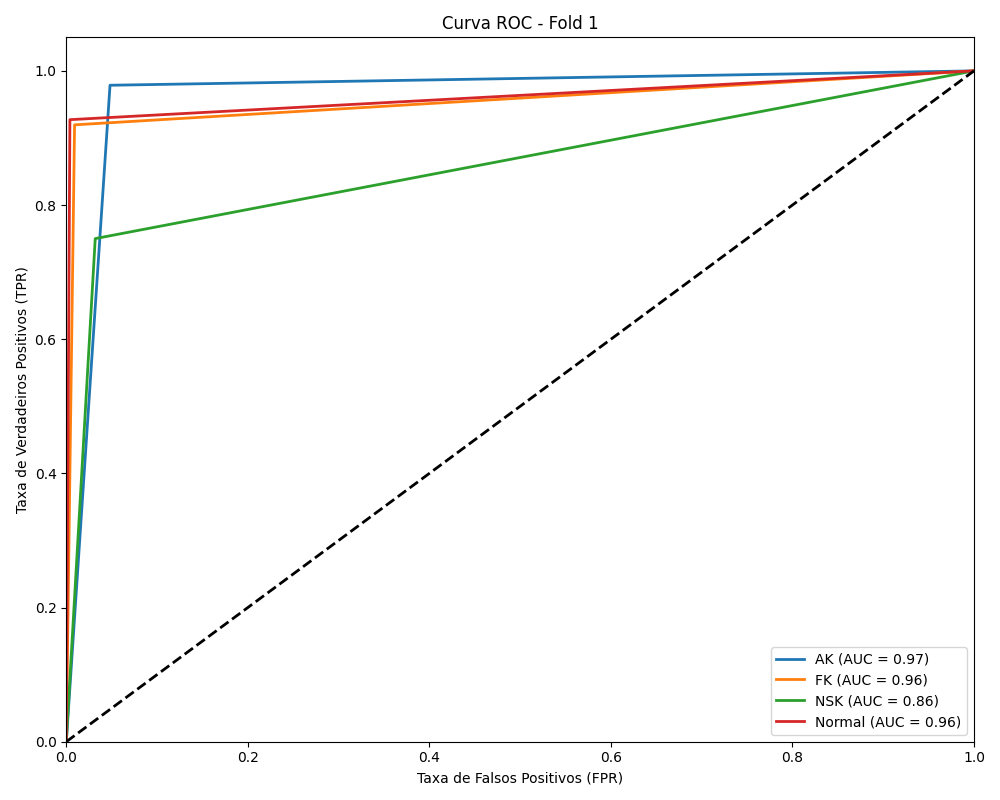 Curva ROC - Fold 1
Taxa de Verdadeiros Positivos (TPR)
1.0
0.8
0.6
0.4
0.2
0.0
0.0
0.2
0.4
0.6
0.8
1.0
Taxa de Falsos Positivos (FPR)
AK (AUC = 0.97)
FK (AUC = 0.96)
NSK (AUC = 0.86)
Normal (AUC = 0.96)